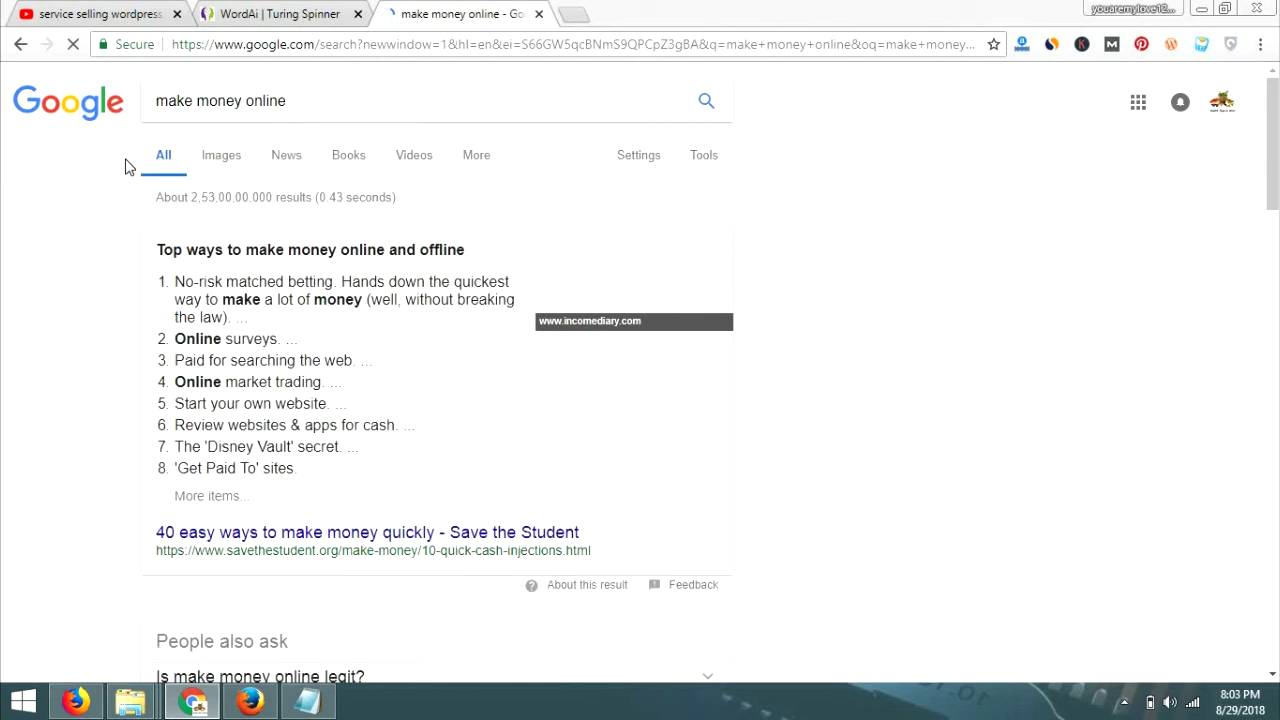 service selling wordpress
WordAi | Turing Spinner
make money online - Go
youaremylove12...
Secure
https://www.google.com/search?newwindow=1&hl=en&ei=S66GW5qcBNmS9QPCpZ3gBA&q=make+money+online&oq=make+money...
Google
make money online
All Images News Books Videos More Settings Tools
About 2,53,00,00,000 results (0.43 seconds)
Top ways to make money online and offline
1. No-risk matched betting. Hands down the quickest
way to make a lot of money (well, without breaking
the law). ...
www.incomediary.com
2. Online surveys. ...
3. Paid for searching the web. ...
4. Online market trading. ...
5. Start your own website. ...
6. Review websites & apps for cash. ...
7. The 'Disney Vault' secret. ...
8. 'Get Paid To' sites.
More items...
40 easy ways to make money quickly - Save the Student
https://www.savethestudent.org/make-money/10-quick-cash-injections.html
About this result Feedback
People also ask
Is make money online legit?
8:03 PM
8/29/2018